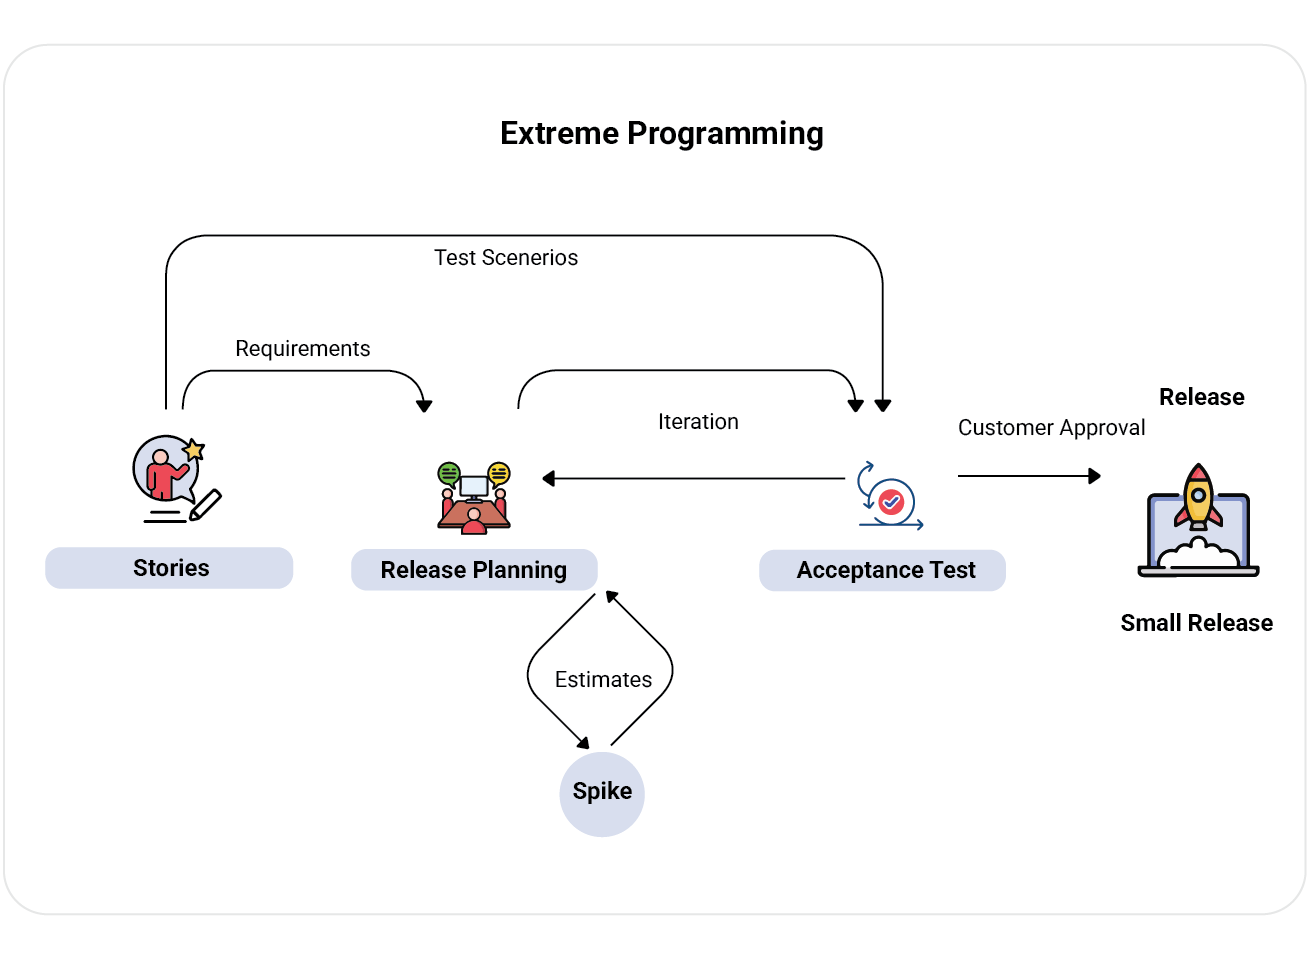 Extreme Programming
Test Scenerios
Requirements
Iteration
Customer Approval
Release
Stories
Release Planning
Acceptance Test
Small Release
Estimates
Spike